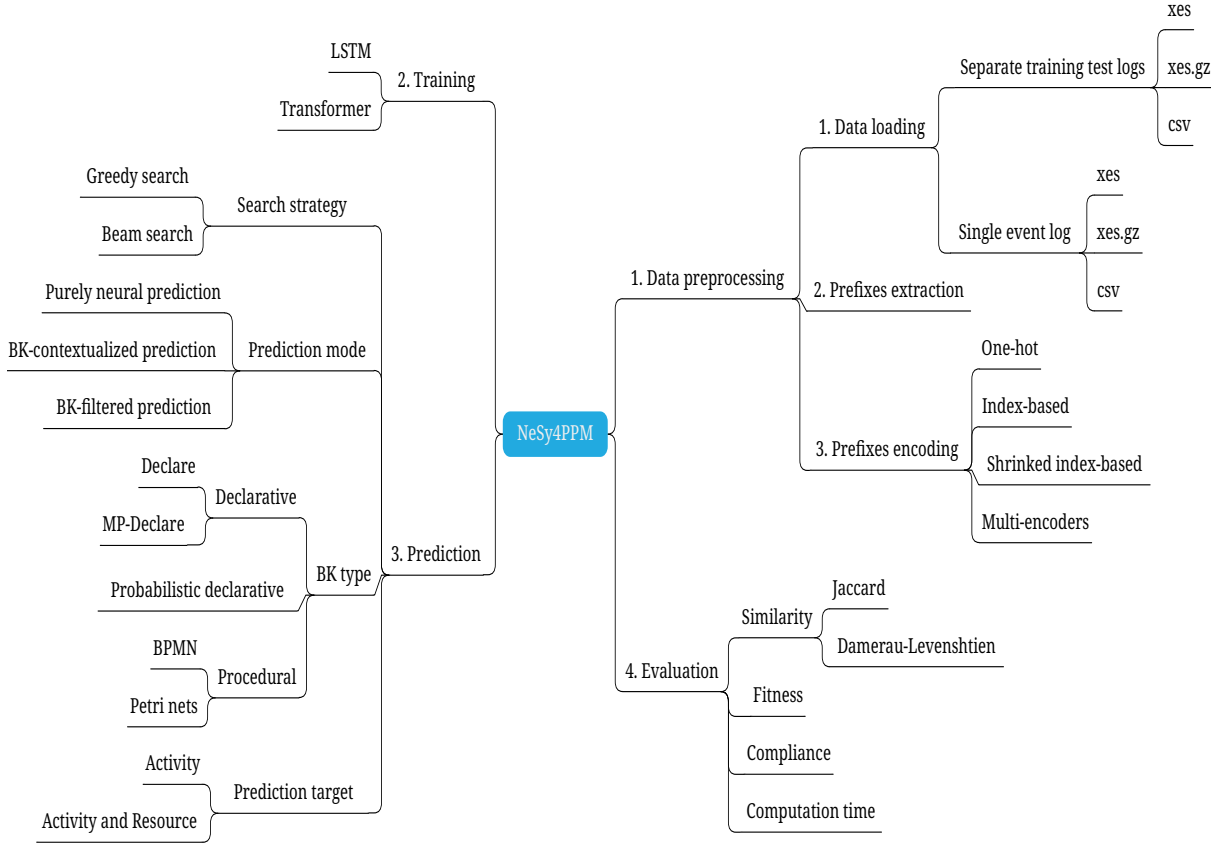 NeSy4PPM
1. Data preprocessing
1. Data loading
Separate training test logs
xes
xes.gz
csv
Single event log
xes
xes.gz
csv
2. Prefixes extraction
3. Prefixes encoding
One-hot
Index-based
Shrinked index-based
Multi-encoders
2. Training
LSTM
Transformer
3. Prediction
Search strategy
Greedy search
Beam search
Prediction mode
Purely neural prediction
BK-contextualized prediction
BK-filtered prediction
BK type
Declarative
Declare
MP-Declare
Probabilistic declarative
Procedural
BPMN
Petri nets
Prediction target
Activity
Activity and Resource
4. Evaluation
Similarity
Jaccard
Damerau-Levenshtien
Fitness
Compliance
Computation time